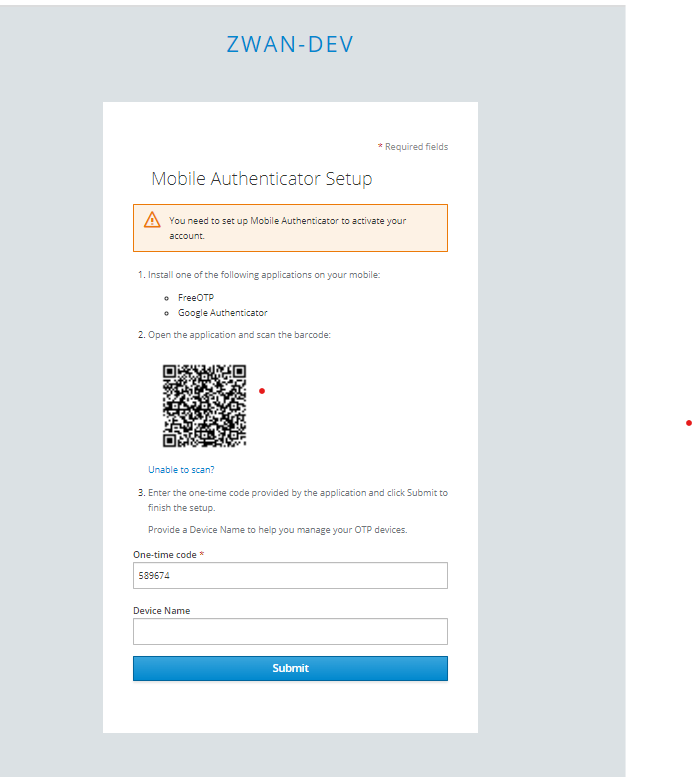 ZWAN-DEV
* Required fields
Mobile Authenticator Setup
You need to set up Mobile Authenticator to activate your
account.
1. Install one of the following applications on your mobile:
FreeOTP
Google Authenticator
2. Open the application and scan the barcode:
Unable to scan?
3. Enter the one-time code provided by the application and click Submit to
finish the setup.
Provide a Device Name to help you manage your OTP devices.
One-time code *
589674
Device Name
Submit